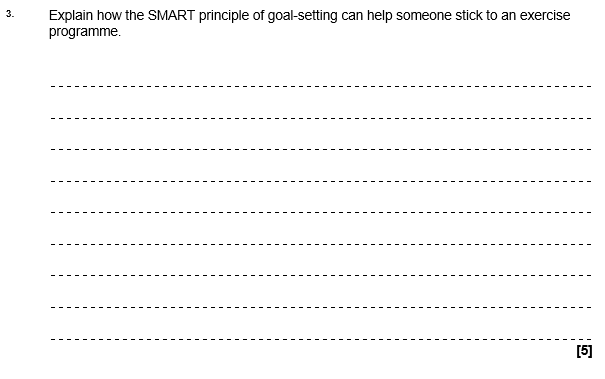 3. Explain how the SMART principle of goal-setting can help someone stick to an exercise
programme.
[5]